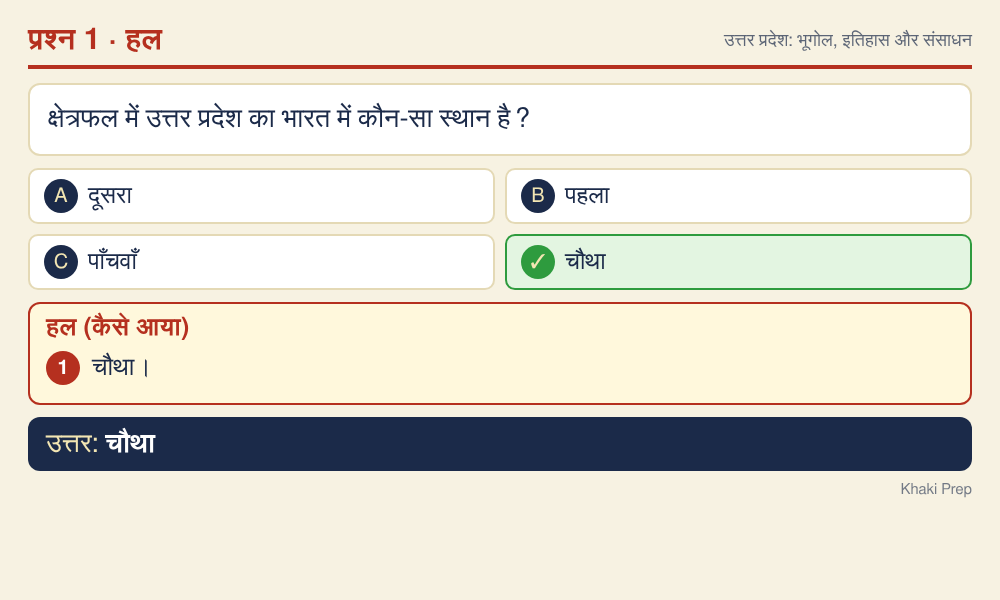 प्रश्न 1 · हल
उत्तर प्रदेश: भूगोल, इतिहास और संसाधन
क्षेत्रफल में उत्तर प्रदेश का भारत में कौन-सा स्थान है ?
A दूसरा
B पहला
C पाँचवाँ
✓ चौथा
हल (कैसे आया)
1 चौथा।
उत्तर: चौथा
Khaki Prep